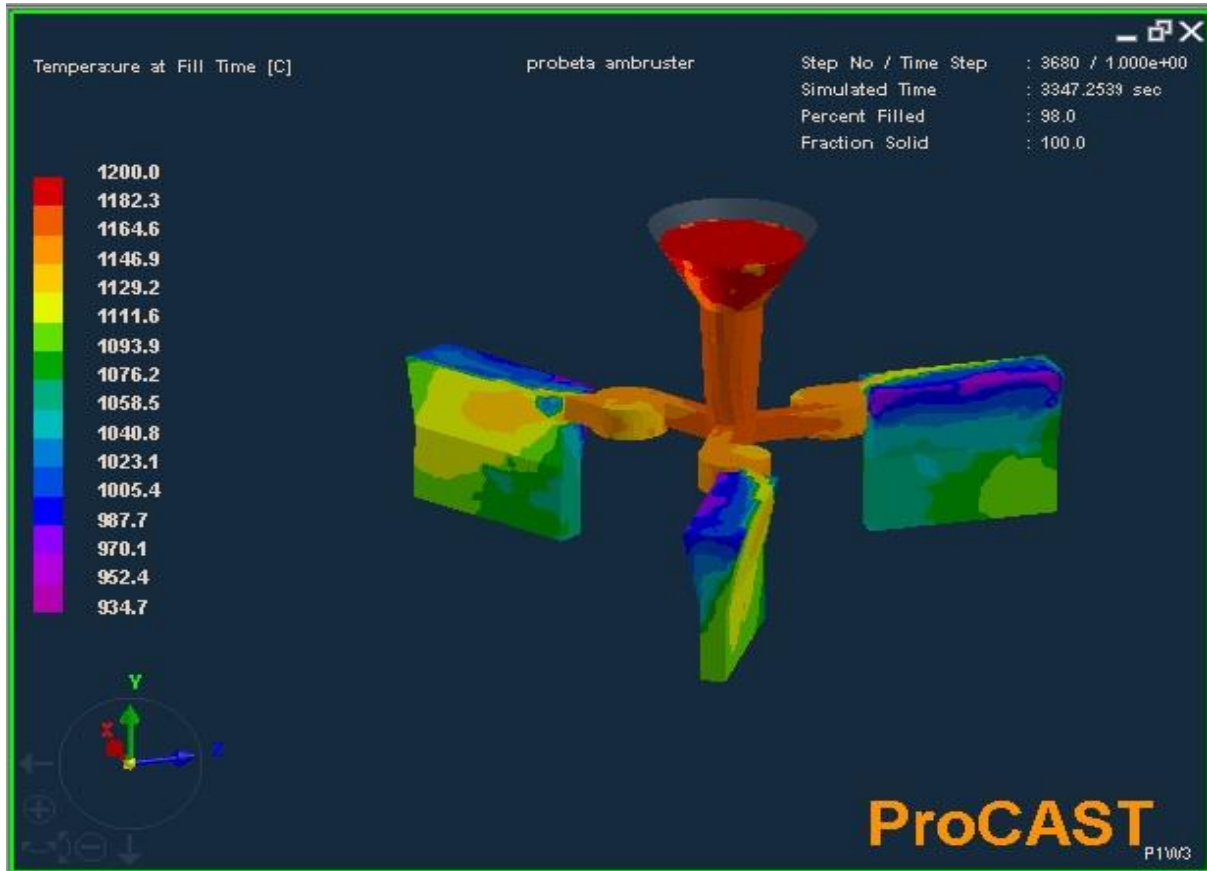 Temperature at Fill Time [C]
probeta ambruster
Step No / Time Step : 3680 / 1.000e+00
Simulated Time : 3347.2539 sec
Percent Filled : 98.0
Fraction Solid : 100.0
1200.0
1182.3
1164.6
1146.9
1129.2
1111.6
1093.9
1076.2
1058.5
1040.8
1023.1
1005.4
987.7
970.1
952.4
934.7
Y
X
Z
ProCAST
P1W3